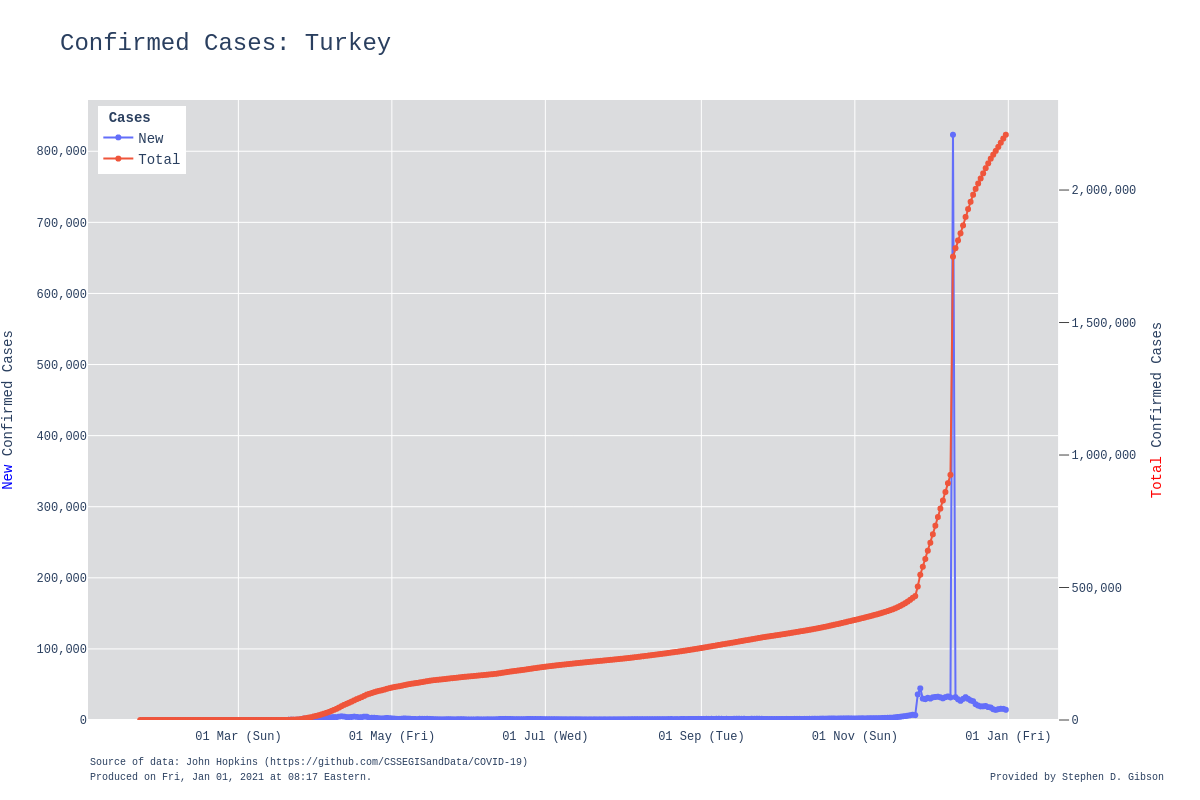 Confirmed Cases: Turkey
Cases
New
Total
800,000
700,000
600,000
500,000
400,000
300,000
200,000
100,000
0
New Confirmed Cases
2,000,000
1,500,000
1,000,000
500,000
0
Total Confirmed Cases
01 Mar (Sun)
01 May (Fri)
01 Jul (Wed)
01 Sep (Tue)
01 Nov (Sun)
01 Jan (Fri)
Source of data: John Hopkins (https://github.com/CSSEGISandData/COVID-19)
Produced on Fri, Jan 01, 2021 at 08:17 Eastern.
Provided by Stephen D. Gibson